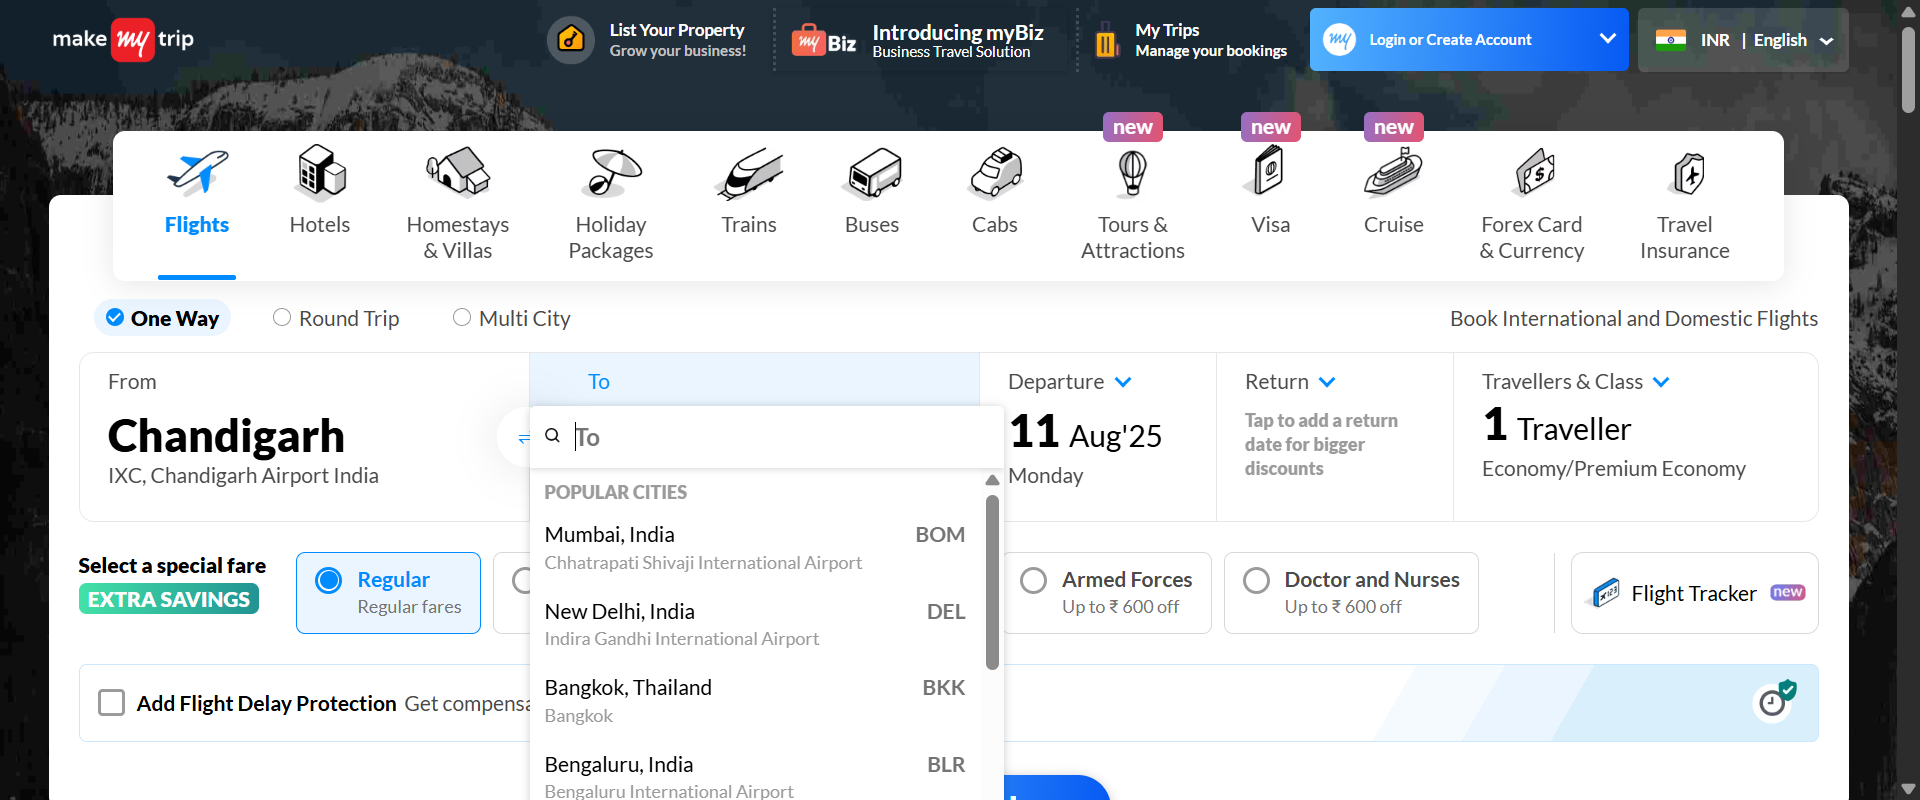 make my trip
List Your Property
Grow your business!
my Biz
Introducing myBiz
Business Travel Solution
My Trips
Manage your bookings
my Login or Create Account
INR | English
new
new
new
Flights
Hotels
Homestays
& Villas
Holiday
Packages
Trains
Buses
Cabs
Tours &
Attractions
Visa
Cruise
Forex Card
& Currency
Travel
Insurance
One Way
Round Trip
Multi City
Book International and Domestic Flights
From
Chandigarh
IXC, Chandigarh Airport India
To
To
POPULAR CITIES
Mumbai, India BOM
Chhatrapati Shivaji International Airport
New Delhi, India DEL
Indira Gandhi International Airport
Bangkok, Thailand BKK
Bangkok
Bengaluru, India BLR
Bengaluru International Airport
Departure
11 Aug'25
Monday
Return
Tap to add a return
date for bigger
discounts
Travellers & Class
1 Traveller
Economy/Premium Economy
Select a special fare
EXTRA SAVINGS
Regular
Regular fares
Armed Forces
Up to ₹ 600 off
Doctor and Nurses
Up to ₹ 600 off
Flight Tracker new
Add Flight Delay Protection Get compensa